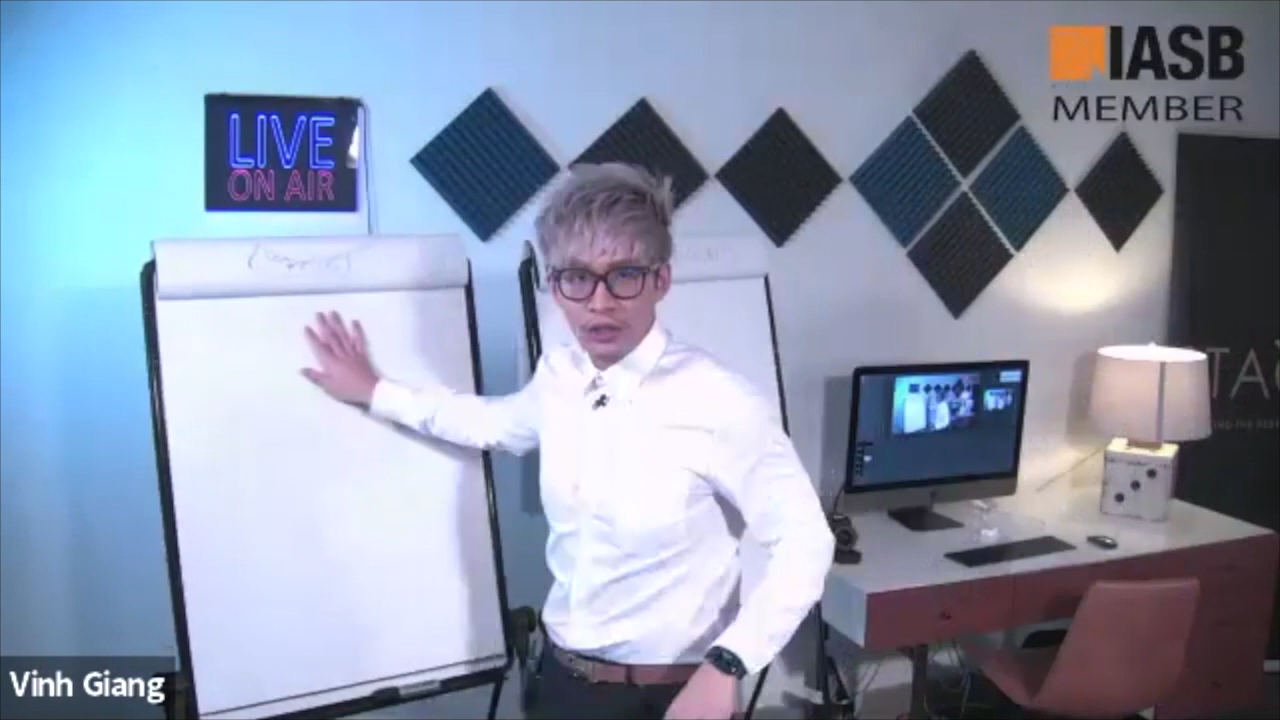 IASB
MEMBER
LIVE
ON AIR
Vinh Giang